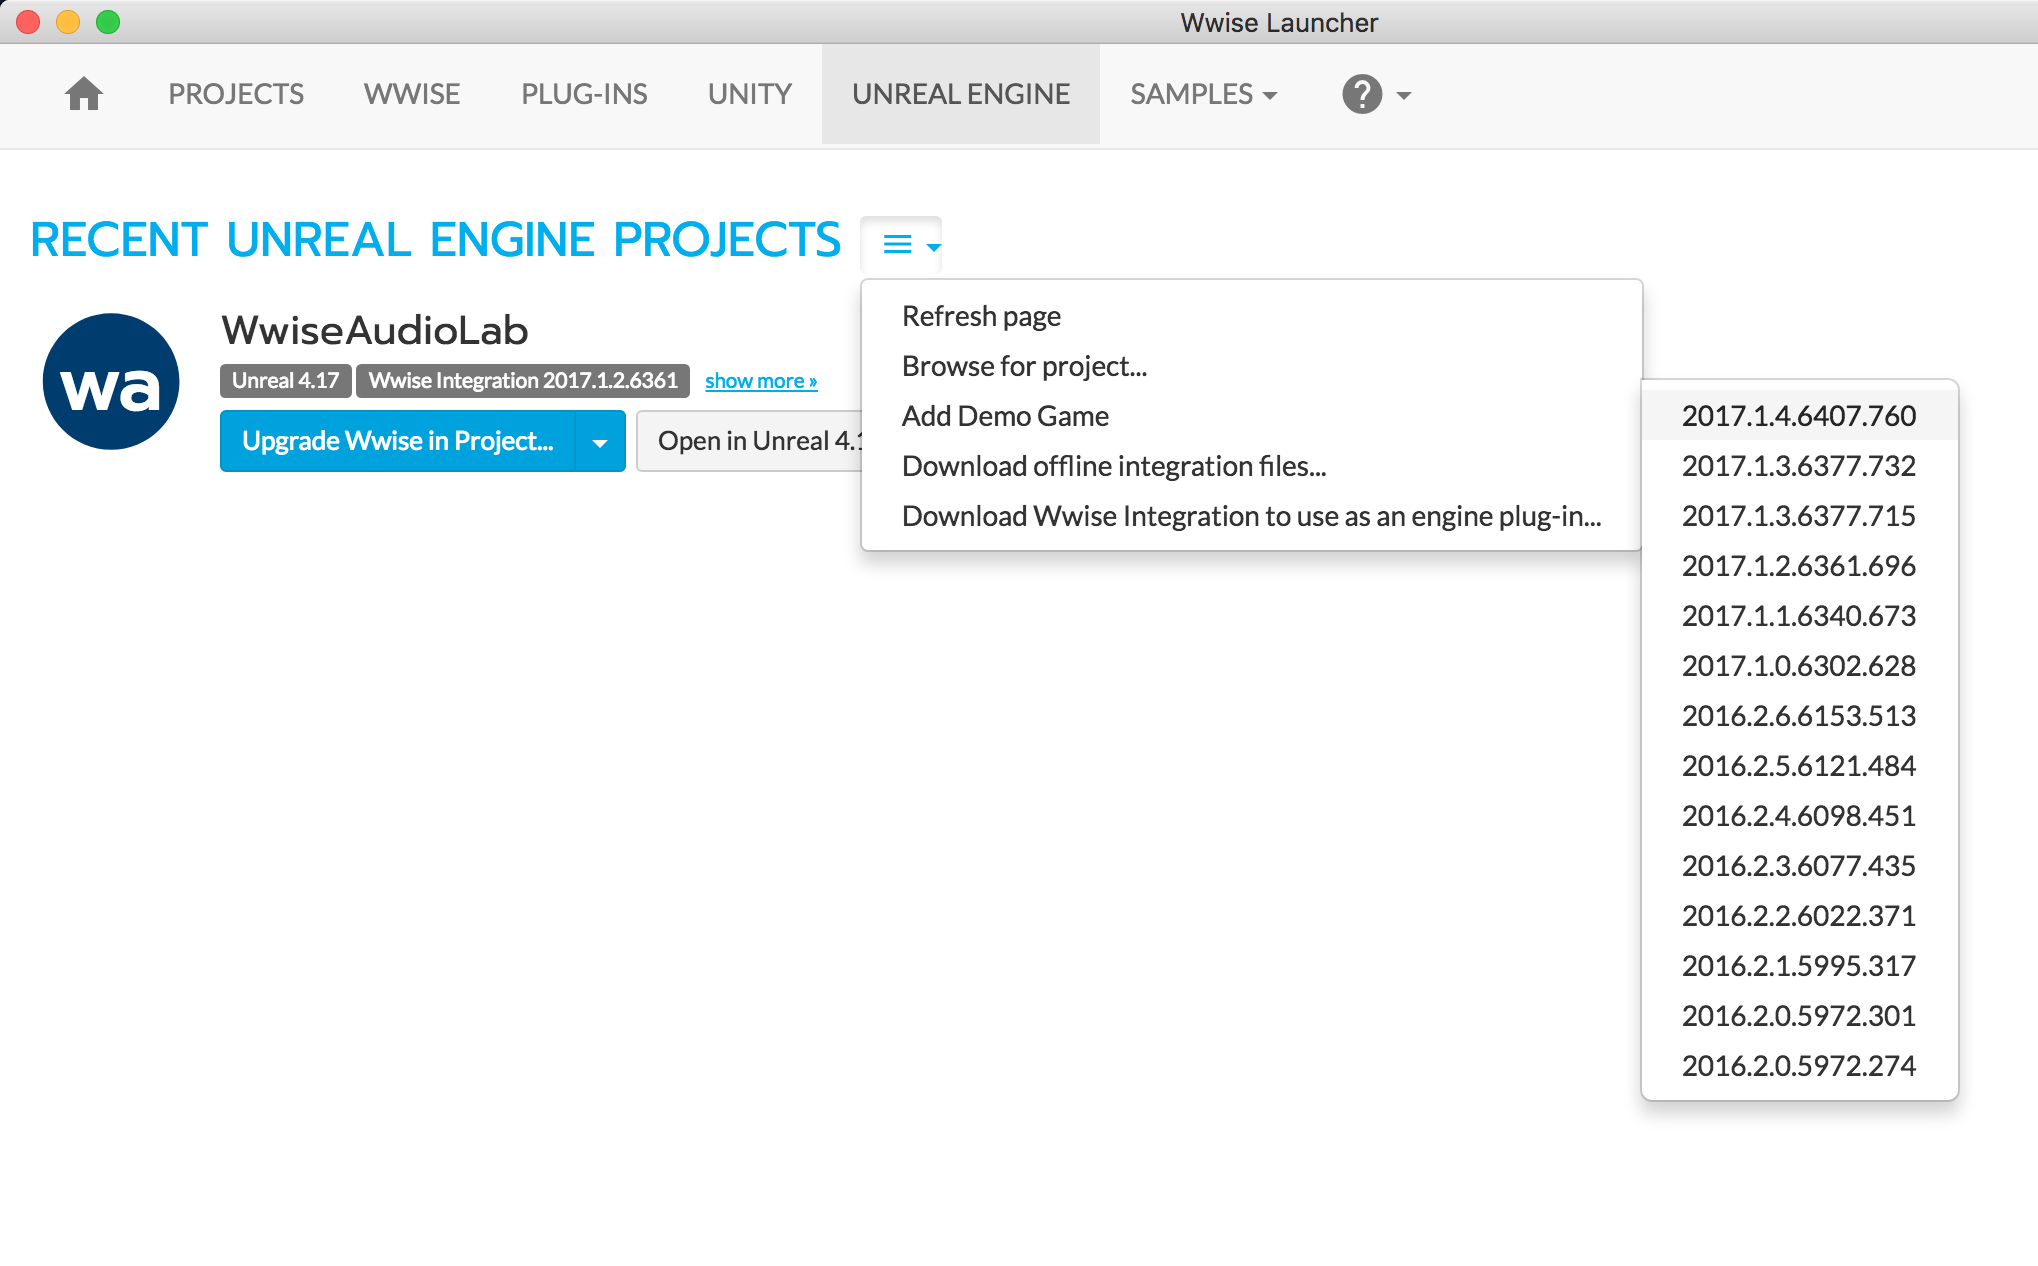 Wwise Launcher
PROJECTS WWISE PLUG-INS UNITY UNREAL ENGINE SAMPLES ?
RECENT UNREAL ENGINE PROJECTS
wa
WwiseAudioLab
Unreal 4.17 Wwise Integration 2017.1.2.6361 show more »
Upgrade Wwise in Project... Open in Unreal 4.1
Refresh page
Browse for project...
Add Demo Game
Download offline integration files...
Download Wwise Integration to use as an engine plug-in...
2017.1.4.6407.760
2017.1.3.6377.732
2017.1.3.6377.715
2017.1.2.6361.696
2017.1.1.6340.673
2017.1.0.6302.628
2016.2.6.6153.513
2016.2.5.6121.484
2016.2.4.6098.451
2016.2.3.6077.435
2016.2.2.6022.371
2016.2.1.5995.317
2016.2.0.5972.301
2016.2.0.5972.274